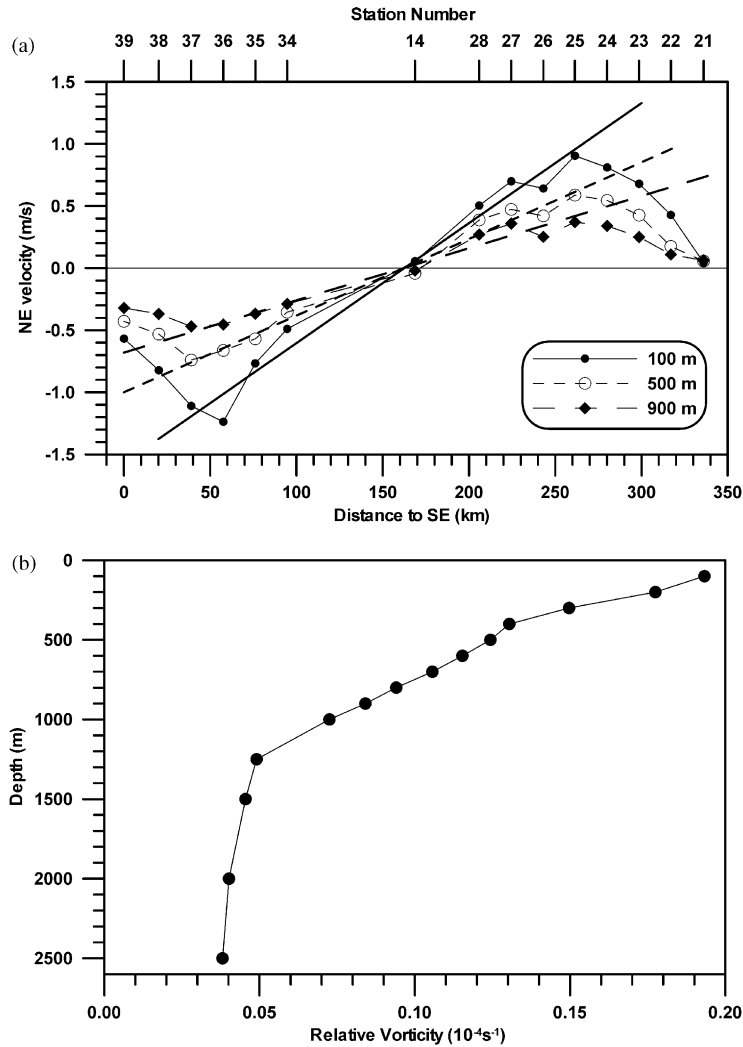 Station Number
(a)
39 38 37 36 35 34 14 28 27 26 25 24 23 22 21
1.5
1.0
0.5
0.0
-0.5
-1.0
-1.5
NE velocity (m/s)
100 m
500 m
900 m
0 50 100 150 200 250 300 350
Distance to SE (km)
(b)
0
500
1000
1500
2000
2500
Depth (m)
0.00 0.05 0.10 0.15 0.20
Relative Vorticity (10⁻⁴s⁻¹)